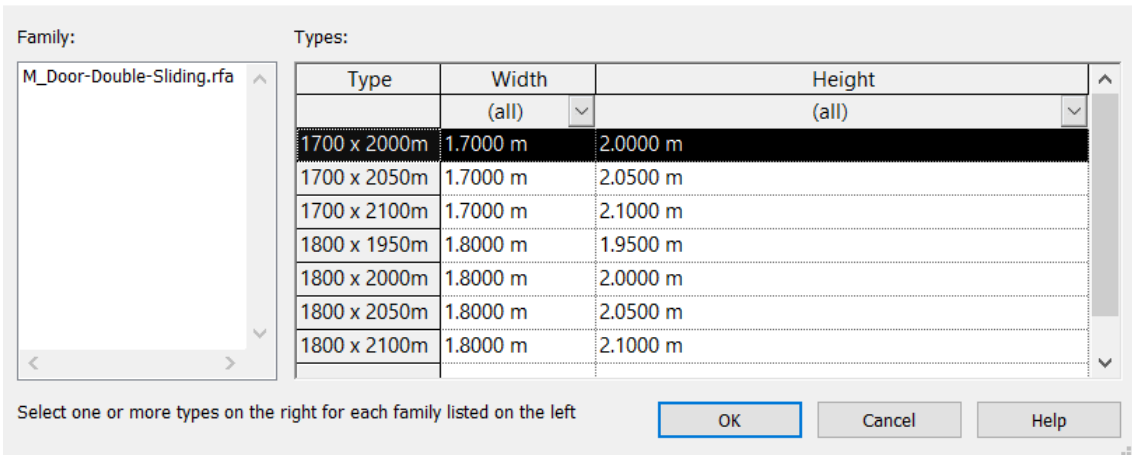 Family: Types:
M_Door-Double-Sliding.rfa
Type Width Height
(all) (all)
1700 x 2000m 1.7000 m 2.0000 m
1700 x 2050m 1.7000 m 2.0500 m
1700 x 2100m 1.7000 m 2.1000 m
1800 x 1950m 1.8000 m 1.9500 m
1800 x 2000m 1.8000 m 2.0000 m
1800 x 2050m 1.8000 m 2.0500 m
1800 x 2100m 1.8000 m 2.1000 m
Select one or more types on the right for each family listed on the left OK Cancel Help